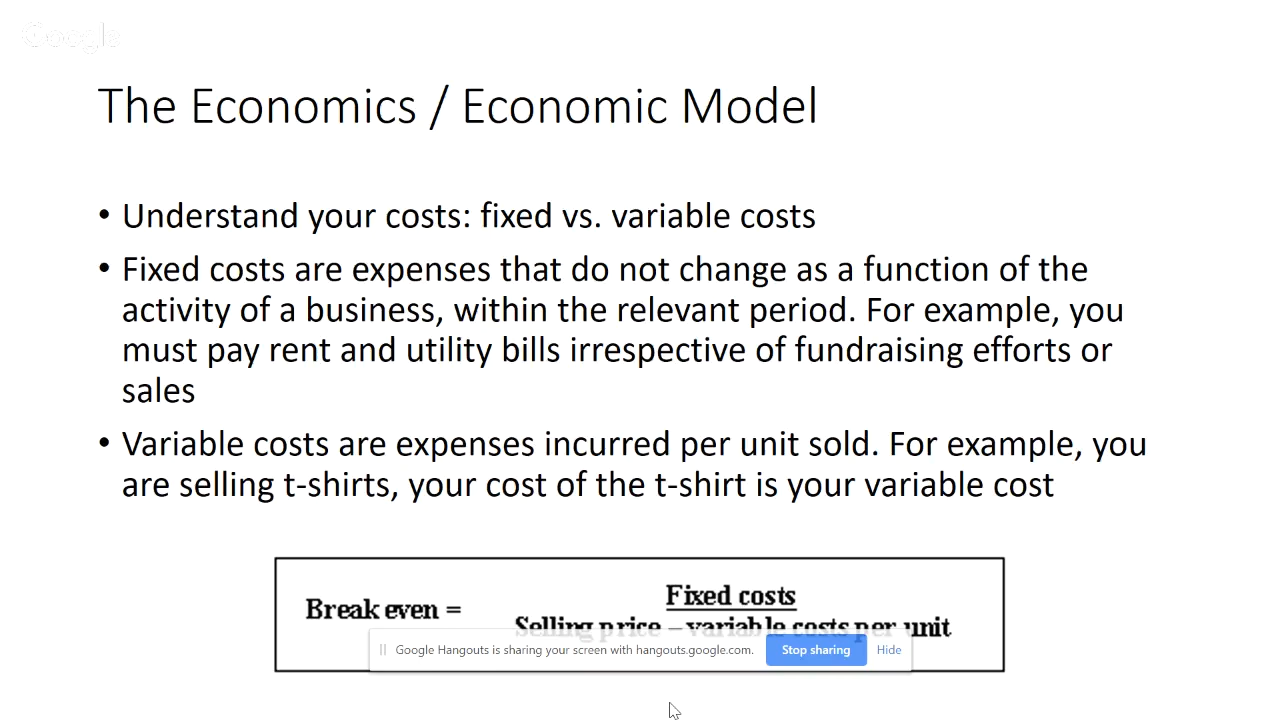 Google
The Economics / Economic Model
• Understand your costs: fixed vs. variable costs
• Fixed costs are expenses that do not change as a function of the
activity of a business, within the relevant period. For example, you
must pay rent and utility bills irrespective of fundraising efforts or
sales
• Variable costs are expenses incurred per unit sold. For example, you
are selling t-shirts, your cost of the t-shirt is your variable cost
Fixed costs
Break even =
Selling price – variable costs per unit
Google Hangouts is sharing your screen with hangouts.google.com. Stop sharing Hide